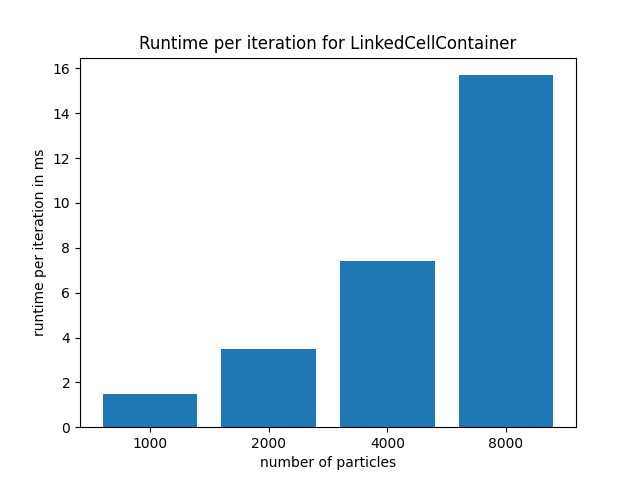 Runtime per iteration for LinkedCellContainer
16
14
12
10
8
6
4
2
0
runtime per iteration in ms
1000 2000 4000 8000
number of particles